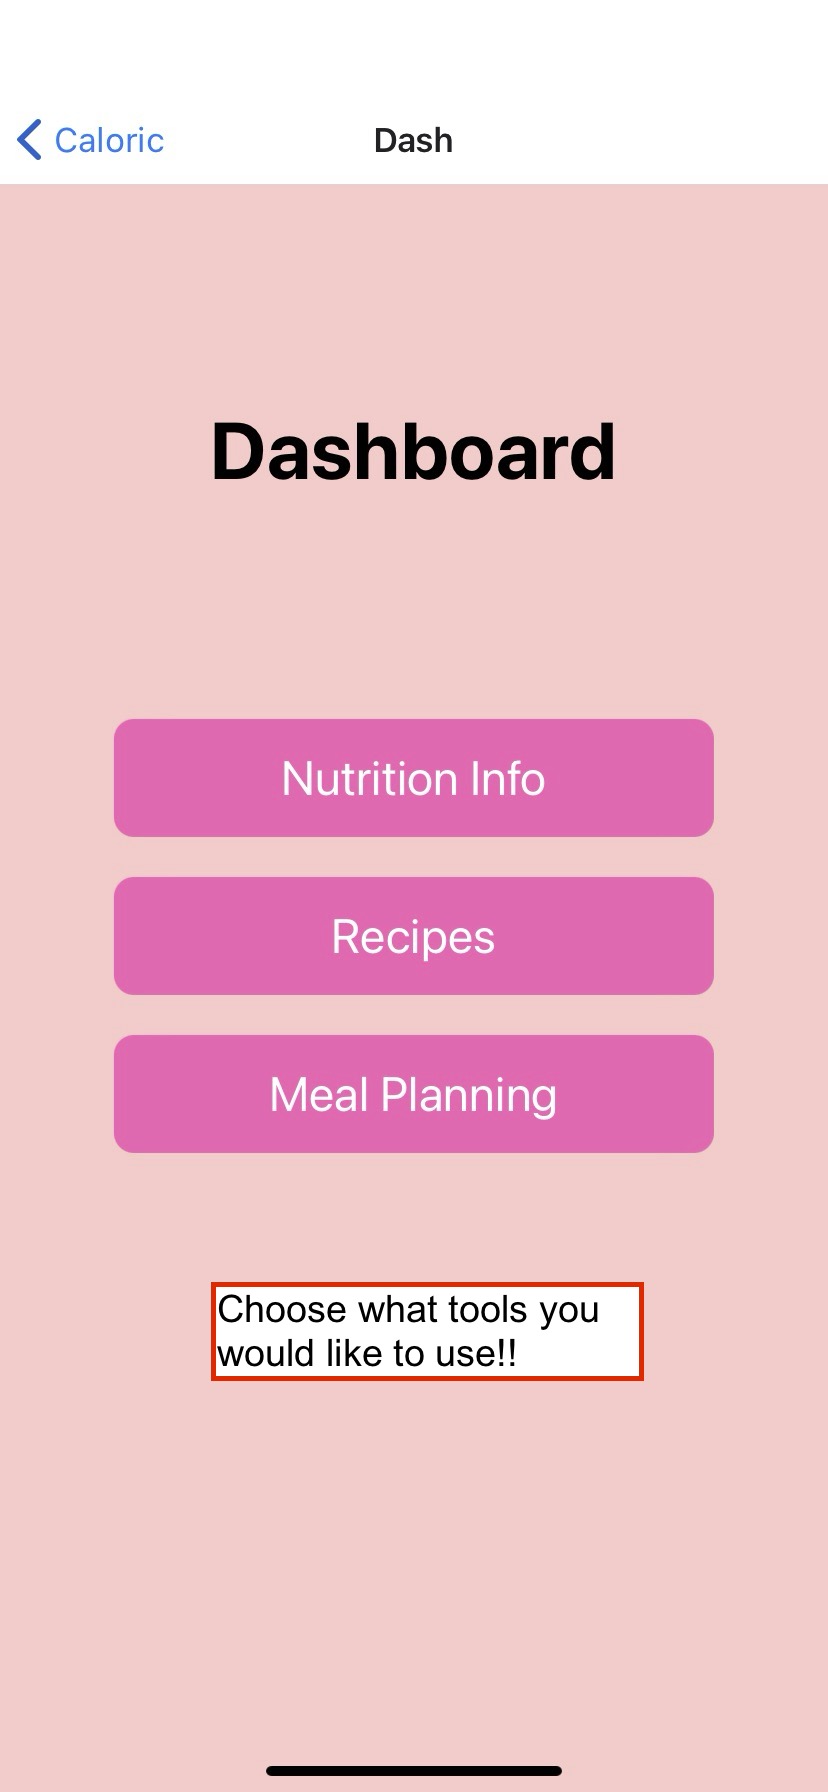 Caloric
Dash
Dashboard
Nutrition Info
Recipes
Meal Planning
Choose what tools you
would like to use!!